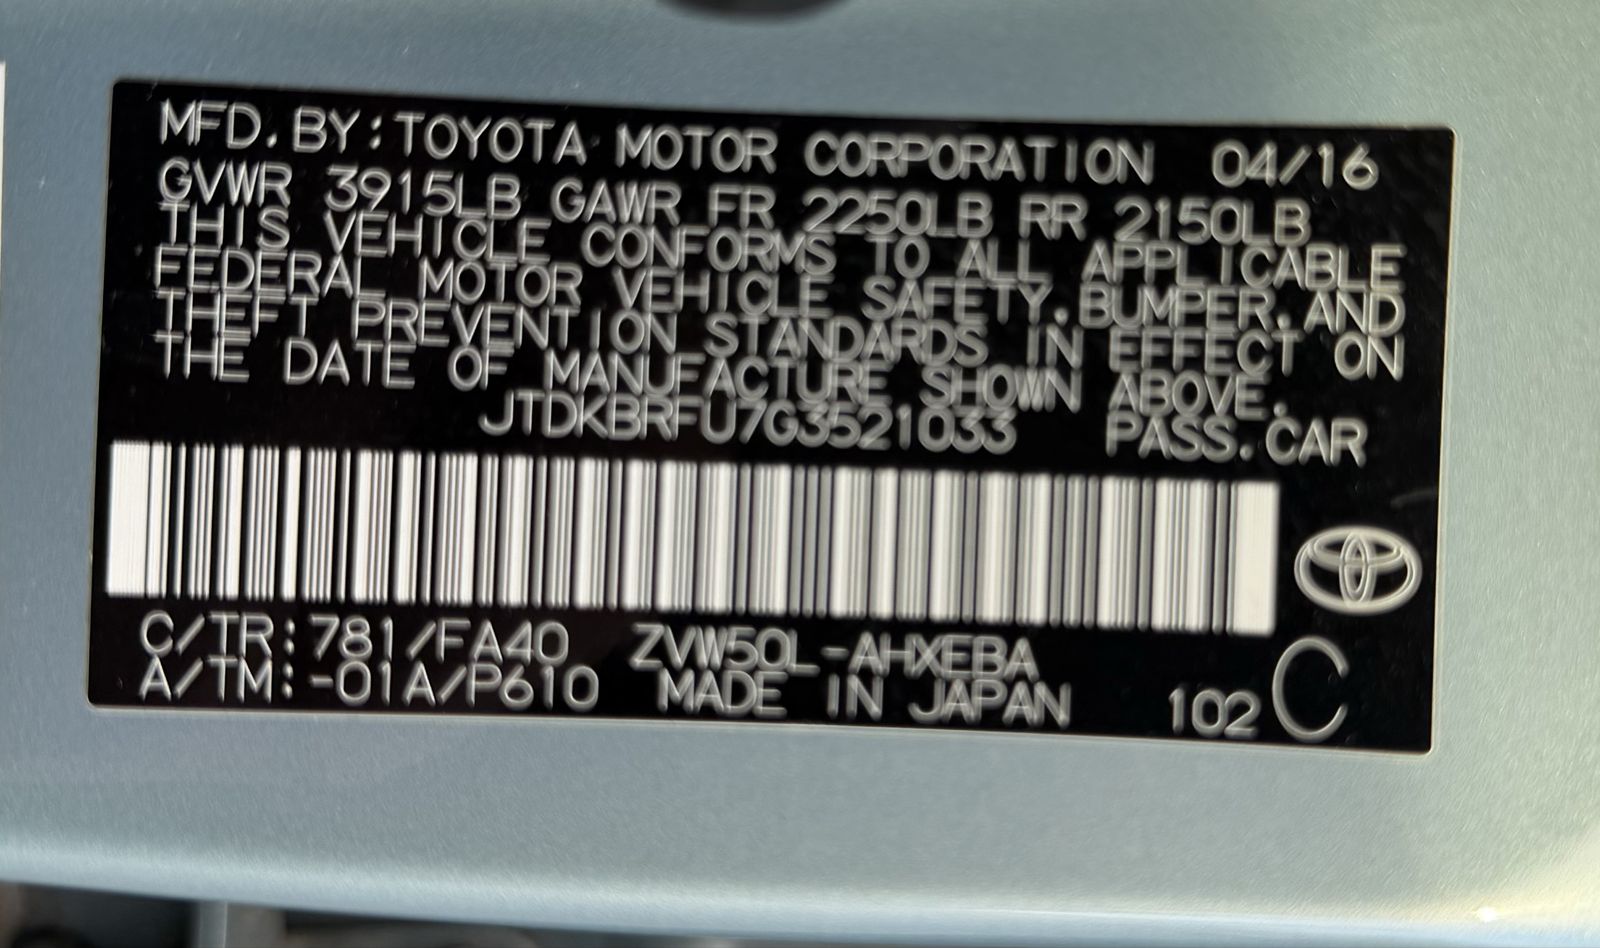 MFD.BY:TOYOTA MOTOR CORPORATION 04/16
GVWR 3915LB GAWR FR 2250LB RR 2150LB
THIS VEHICLE CONFORMS TO ALL APPLICABLE
FEDERAL MOTOR VEHICLE SAFETY.BUMPER.AND
THEFT PREVENTION STANDARDS IN EFFECT ON
THE DATE OF MANUFACTURE SHOWN ABOVE.
JTDKBRFU7G3521033 PASS.CAR
C/TR:781/FA40 ZVW50L-AHXEBA
A/TM:-01A/P610 MADE IN JAPAN 102 C